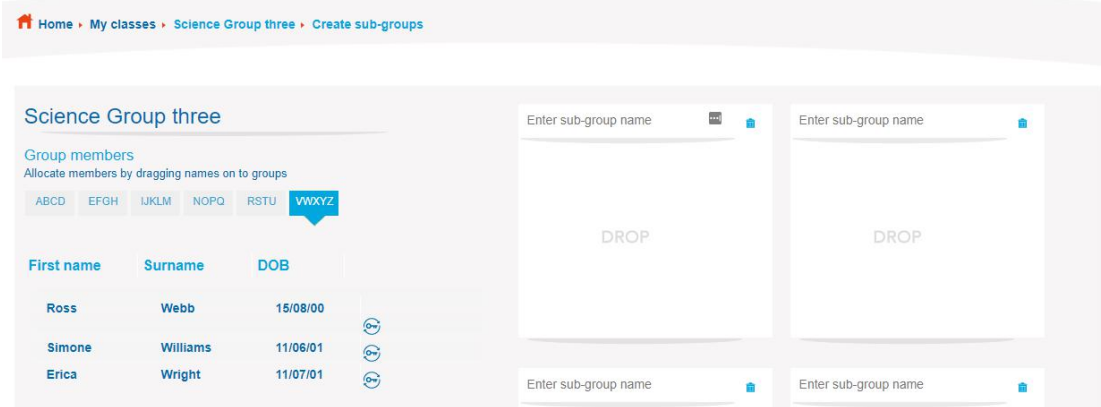 Home › My classes › Science Group three › Create sub-groups
Science Group three
Group members
Allocate members by dragging names on to groups
ABCD EFGH IJKLM NOPQ RSTU VWXYZ
First name Surname DOB
Ross Webb 15/08/00
Simone Williams 11/06/01
Erica Wright 11/07/01
Enter sub-group name
DROP
Enter sub-group name
DROP
Enter sub-group name
Enter sub-group name